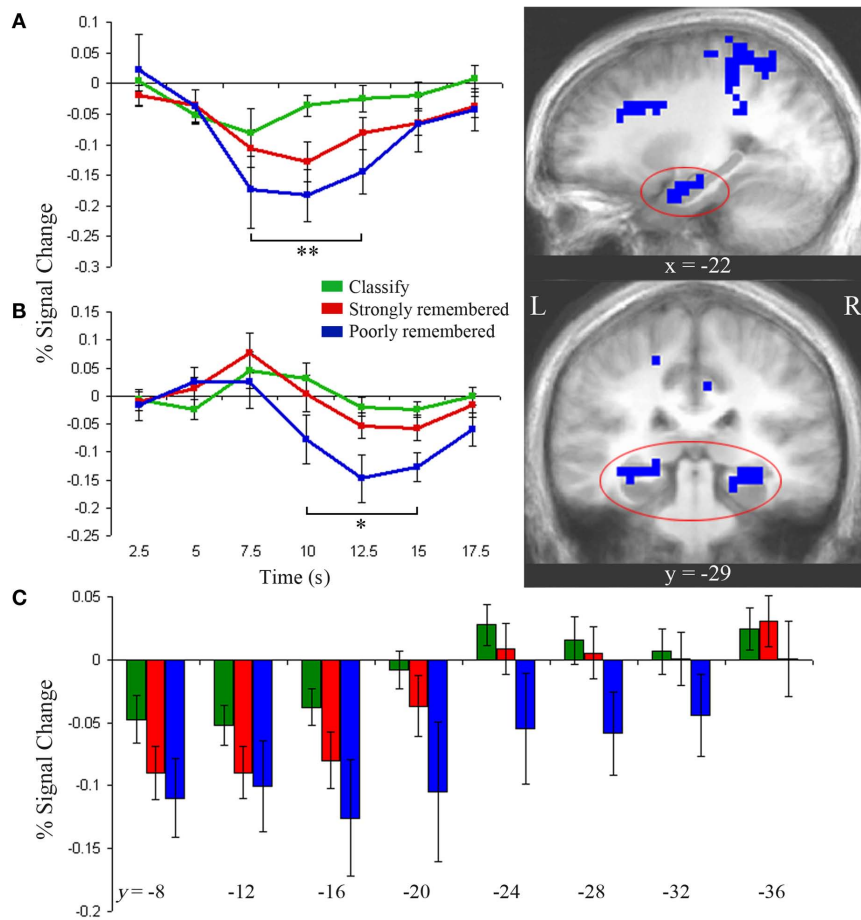 A
0.1
0.05
0
-0.05
-0.1
-0.15
-0.2
-0.25
-0.3
**
x = -22
% Signal Change
Classify
Strongly remembered
Poorly remembered
B
0.15
0.1
0.05
0
-0.05
-0.1
-0.15
-0.2
-0.25
*
2.5 5 7.5 10 12.5 15 17.5
Time (s)
L R
y = -29
C
0.05
0
-0.05
-0.1
-0.15
-0.2
% Signal Change
y = -8 -12 -16 -20 -24 -28 -32 -36